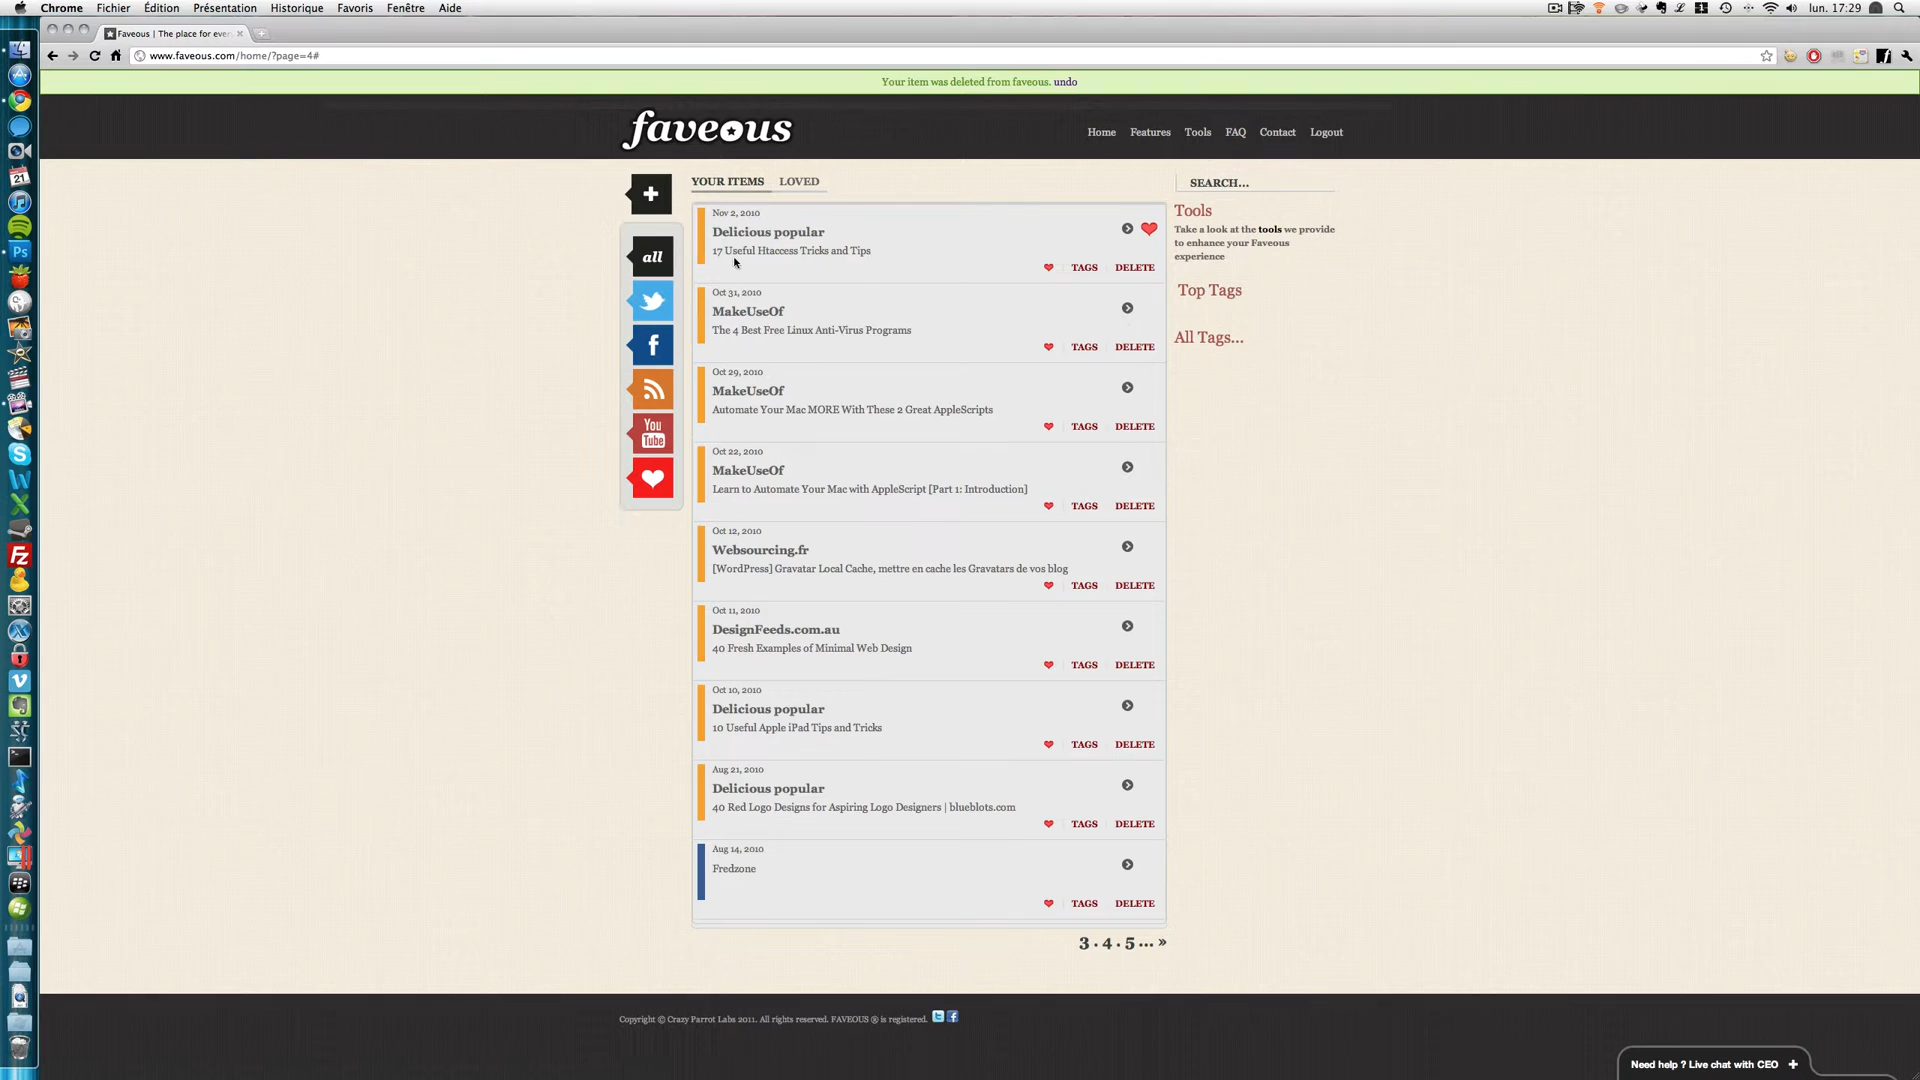 Chrome Fichier Édition Présentation Historique Favoris Fenêtre Aide lun. 17:29
Faveous | The place for ever
www.faveous.com/home/?page=4#
Your item was deleted from faveous. undo
faveous
Home Features Tools FAQ Contact Logout
YOUR ITEMS LOVED
SEARCH...
all
You
Tube
Nov 2, 2010
Delicious popular
17 Useful Htaccess Tricks and Tips
TAGS DELETE
Oct 31, 2010
MakeUseOf
The 4 Best Free Linux Anti-Virus Programs
TAGS DELETE
Oct 29, 2010
MakeUseOf
Automate Your Mac MORE With These 2 Great AppleScripts
TAGS DELETE
Oct 22, 2010
MakeUseOf
Learn to Automate Your Mac with AppleScript [Part 1: Introduction]
TAGS DELETE
Oct 12, 2010
Websourcing.fr
[WordPress] Gravatar Local Cache, mettre en cache les Gravatars de vos blog
TAGS DELETE
Oct 11, 2010
DesignFeeds.com.au
40 Fresh Examples of Minimal Web Design
TAGS DELETE
Oct 10, 2010
Delicious popular
10 Useful Apple iPad Tips and Tricks
TAGS DELETE
Aug 21, 2010
Delicious popular
40 Red Logo Designs for Aspiring Logo Designers | blueblots.com
TAGS DELETE
Aug 14, 2010
Fredzone
TAGS DELETE
3 · 4 · 5 ... »
Tools
Take a look at the tools we provide
to enhance your Faveous
experience
Top Tags
All Tags...
Copyright © Crazy Parrot Labs 2011. All rights reserved. FAVEOUS ® is registered.
Need help ? Live chat with CEO +